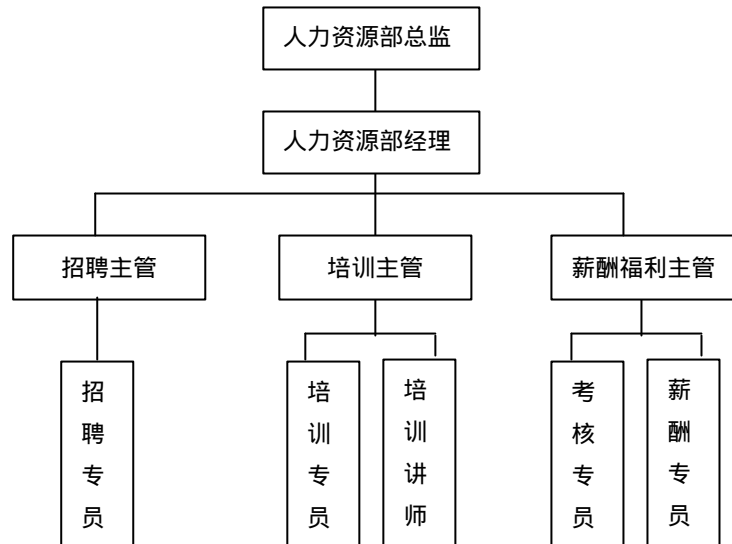 人力资源部总监
人力资源部经理
招聘主管
培训主管
薪酬福利主管
招聘专员
培训专员
培训讲师
考核专员
薪酬专员